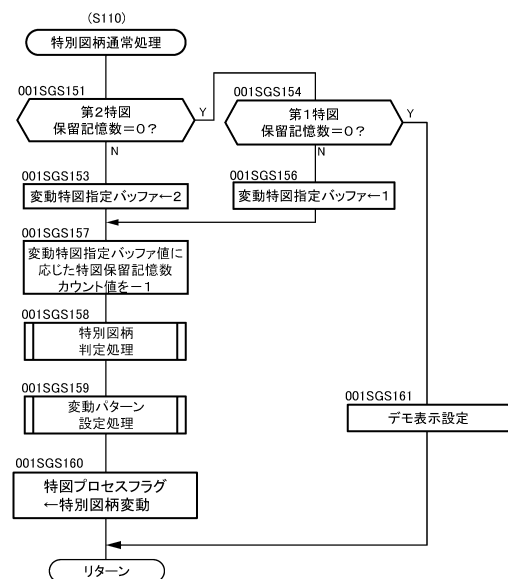 (S110)
特別図柄通常処理
001SGS151
第2特図
保留記憶数=0?
Y
N
001SGS154
第1特図
保留記憶数=0?
Y
N
001SGS153
変動特図指定バッファ←2
001SGS156
変動特図指定バッファ←1
001SGS157
変動特図指定バッファ値に
応じた特図保留記憶数
カウント値を-1
001SGS158
特別図柄
判定処理
001SGS159
変動パターン
設定処理
001SGS161
デモ表示設定
001SGS160
特図プロセスフラグ
←特別図柄変動
リターン